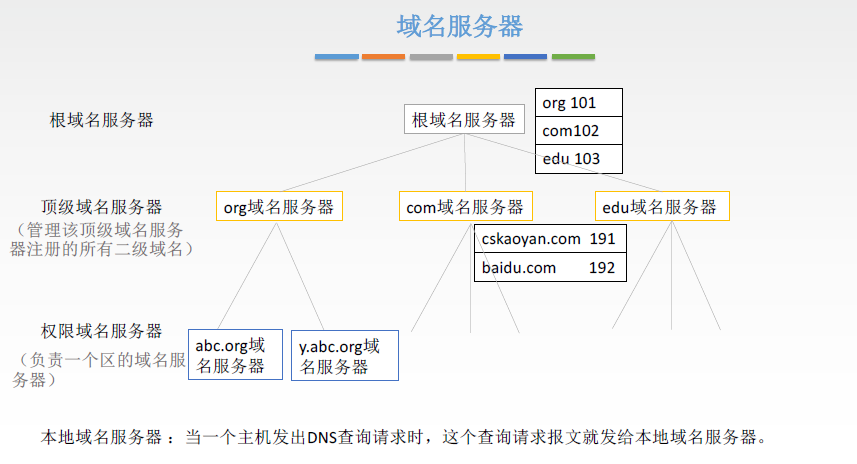 域名服务器
根域名服务器
根域名服务器
org 101
com102
edu 103
顶级域名服务器
（管理该顶级域名服务
器注册的所有二级域名）
org域名服务器
com域名服务器
edu域名服务器
cskaoyan.com 191
baidu.com 192
权限域名服务器
（负责一个区的域名服
务器）
abc.org域
名服务器
y.abc.org域
名服务器
本地域名服务器 ：当一个主机发出DNS查询请求时，这个查询请求报文就发给本地域名服务器。